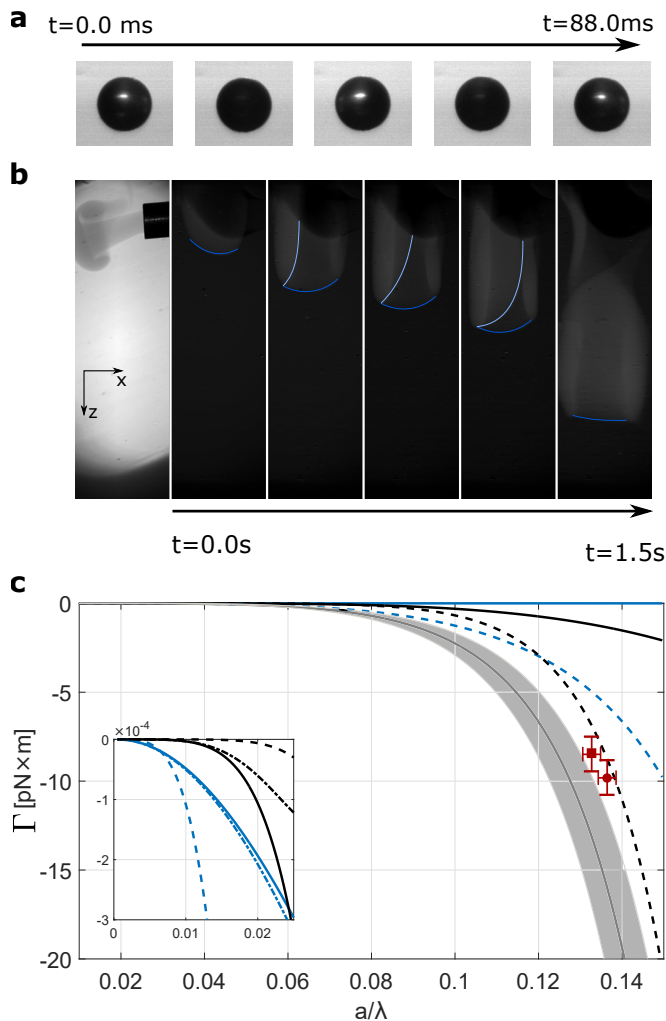 a
t=0.0 ms
t=88.0ms
b
x
z
t=0.0s
t=1.5s
c
0
-5
-10
-15
-20
Γ [pN×m]
×10⁻⁴
0
-1
-2
-3
0
0.01
0.02
0.02
0.04
0.06
0.08
0.1
0.12
0.14
a/λ